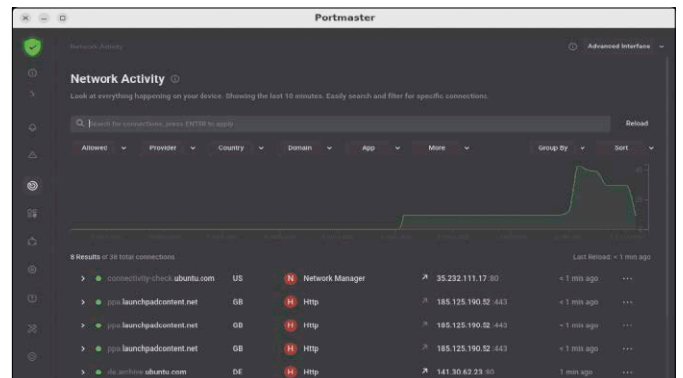 Portmaster
Network Activity
Advanced Interface
Network Activity
Look at everything happening on your device. Showing the last 10 minutes. Easily search and filter for specific connections.
Search for connections, press ENTER to apply
Reload
Allowed Provider Country Domain App More Group By Sort
8 Results of 38 total connections
Last Reload: < 1 min ago
connectivity-check.ubuntu.com US N Network Manager 35.232.111.17 :80 < 1 min ago
ppa.launchpadcontent.net GB H Http 185.125.190.52 :443 < 1 min ago
ppa.launchpadcontent.net GB H Http 185.125.190.52 :443 < 1 min ago
ppa.launchpadcontent.net GB H Http 185.125.190.52 :443 < 1 min ago
de.archive.ubuntu.com DE H Http 141.30.62.23 :80 1 min ago